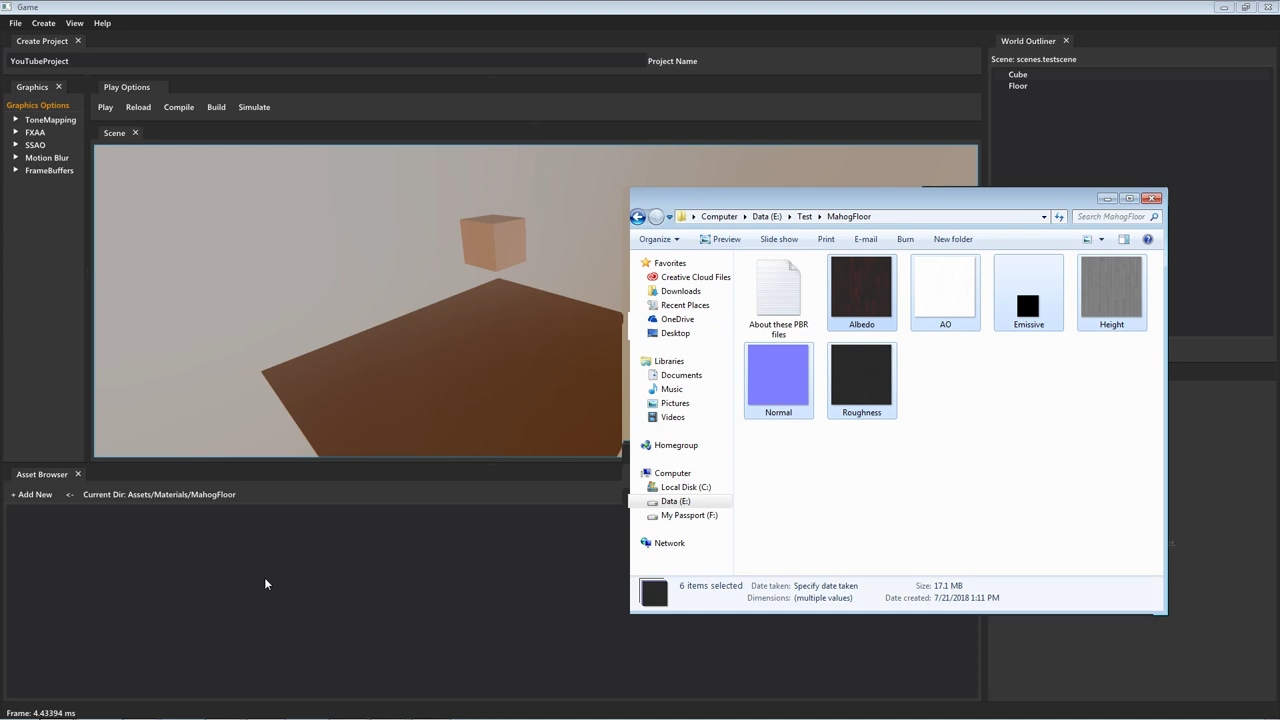 Game
File Create View Help
Create Project
YouTubeProject Project Name
Graphics
Graphics Options
ToneMapping
FXAA
SSAO
Motion Blur
FrameBuffers
Play Options
Play Reload Compile Build Simulate
Scene
World Outliner
Scene: scenes.testscene
Cube
Floor
Computer Data (E:) Test MahogFloor
Search MahogFloor
Organize Preview Slide show Print E-mail Burn New folder
Favorites
Creative Cloud Files
Downloads
Recent Places
OneDrive
Desktop
Libraries
Documents
Music
Pictures
Videos
Homegroup
Computer
Local Disk (C:)
Data (E:)
My Passport (F:)
Network
About these PBR
files
Albedo
AO
Emissive
Height
Normal
Roughness
6 items selected Date taken: Specify date taken Size: 17.1 MB
Dimensions: (multiple values) Date created: 7/21/2018 1:11 PM
Asset Browser
+ Add New <- Current Dir: Assets/Materials/MahogFloor
Frame: 4.43394 ms